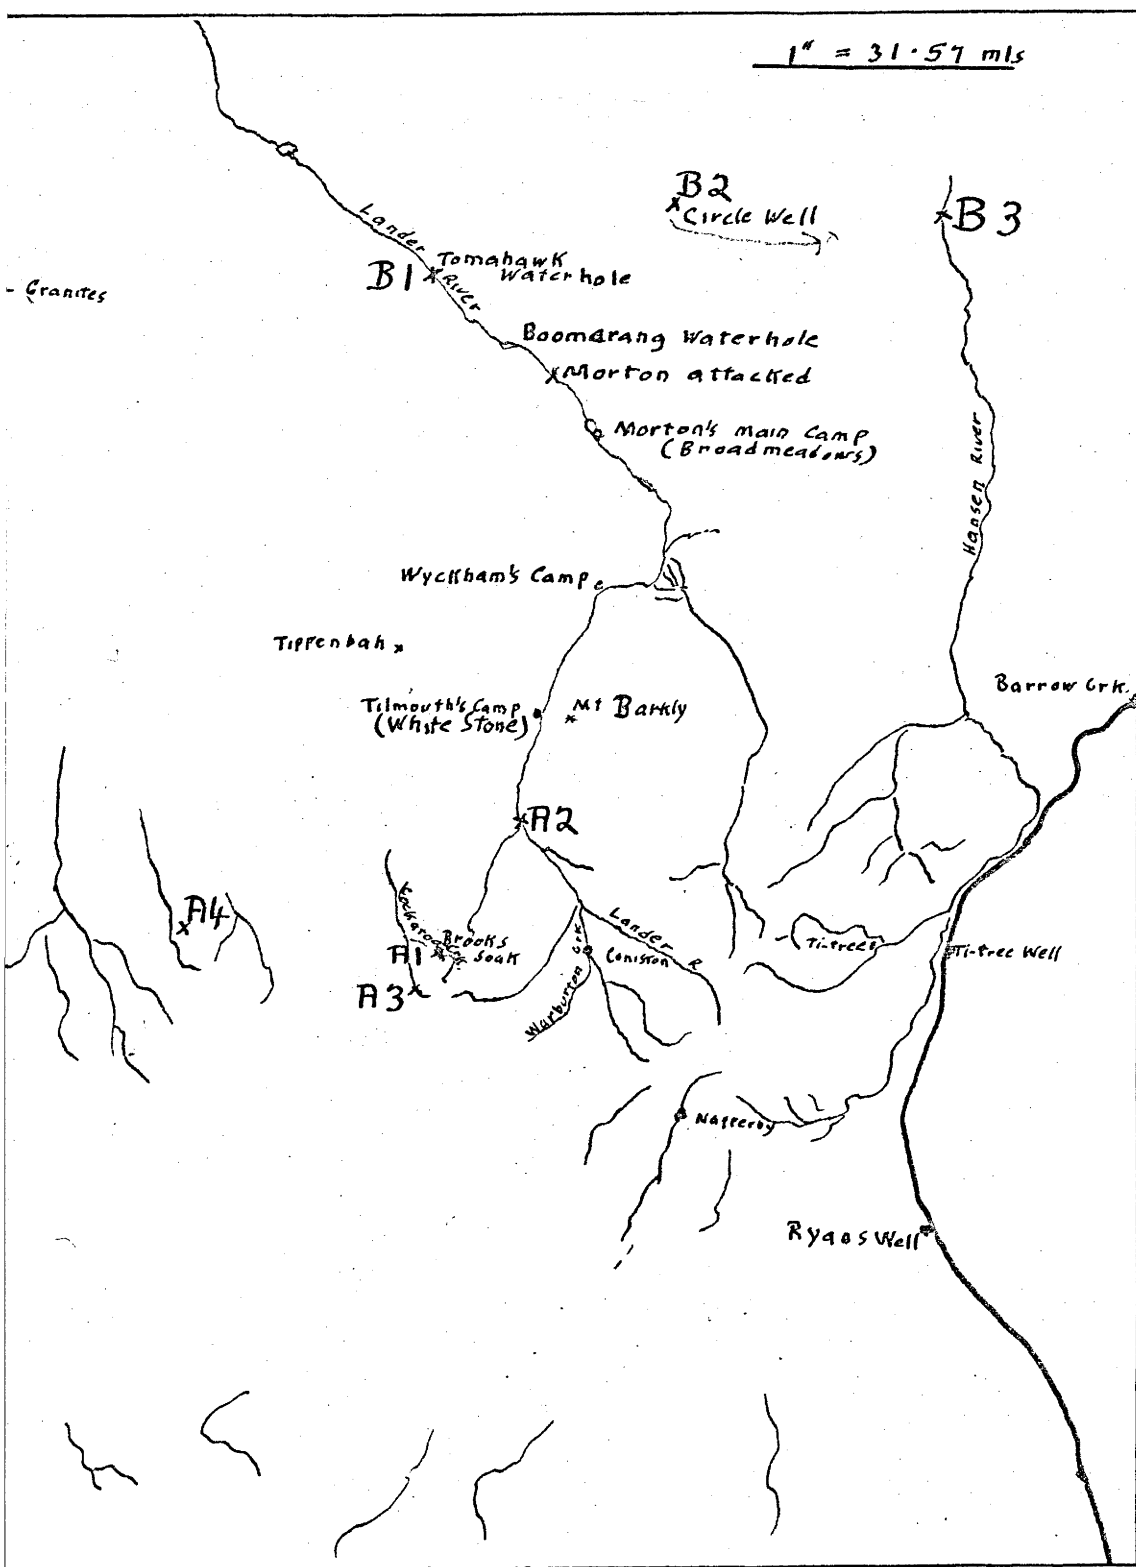 1" = 31·57 mls
B2
Circle Well
B3
Lander
River
B1
Tomahawk
Waterhole
Granites
Boomarang Waterhole
Morton attacked
Morton's main Camp
(Broadmeadows)
Hansen River
Wyckham's Camp
Tippenbah
Barrow Crk.
Tilmouth's Camp
(White Stone)
Mt Barkly
A2
A4
A1
Brooks
Soak
A3
Lander R
Coniston
Warburton Crk.
Ti-trees
Ti-tree Well
Napperby
Ryans Well